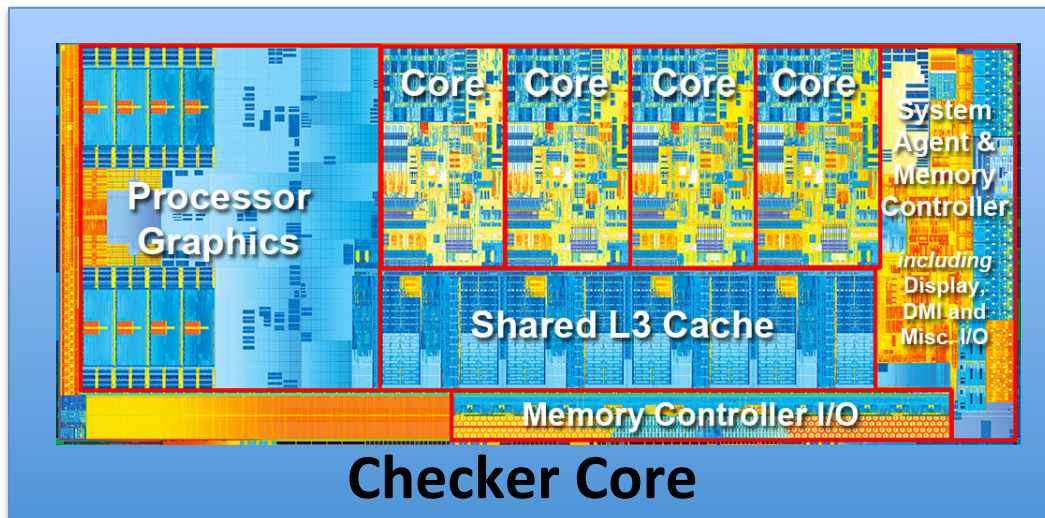 Processor
Graphics
Core
Core
Core
Core
System
Agent &
Memory
Controller
including
Display,
DMI and
Misc. I/O
Shared L3 Cache
Memory Controller I/O
Checker Core